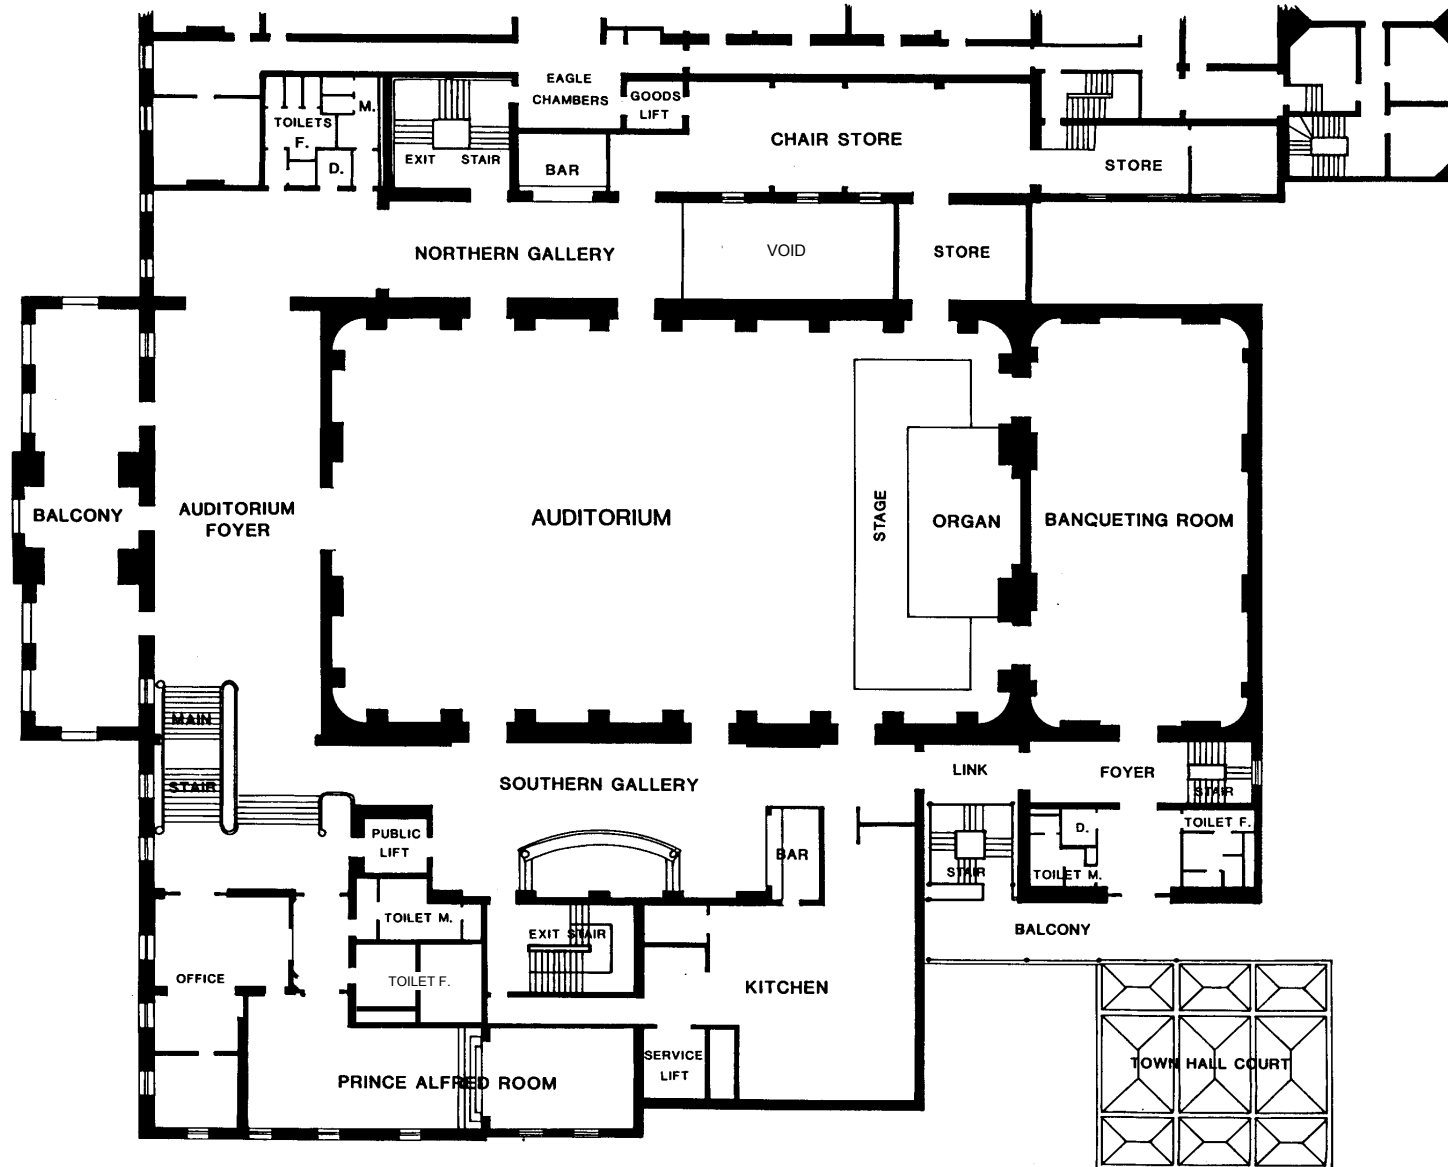 EAGLE
CHAMBERS
GOODS
LIFT
M.
TOILETS
F.
D.
EXIT STAIR
BAR
CHAIR STORE
STORE
NORTHERN GALLERY
VOID
STORE
BALCONY
AUDITORIUM
FOYER
AUDITORIUM
STAGE
ORGAN
BANQUETING ROOM
MAIN
STAIR
SOUTHERN GALLERY
LINK
FOYER
STAIR
PUBLIC
LIFT
BAR
STAIR
D.
TOILET M.
TOILET F.
TOILET M.
EXIT STAIR
BALCONY
OFFICE
TOILET F.
KITCHEN
PRINCE ALFRED ROOM
SERVICE
LIFT
TOWN HALL COURT